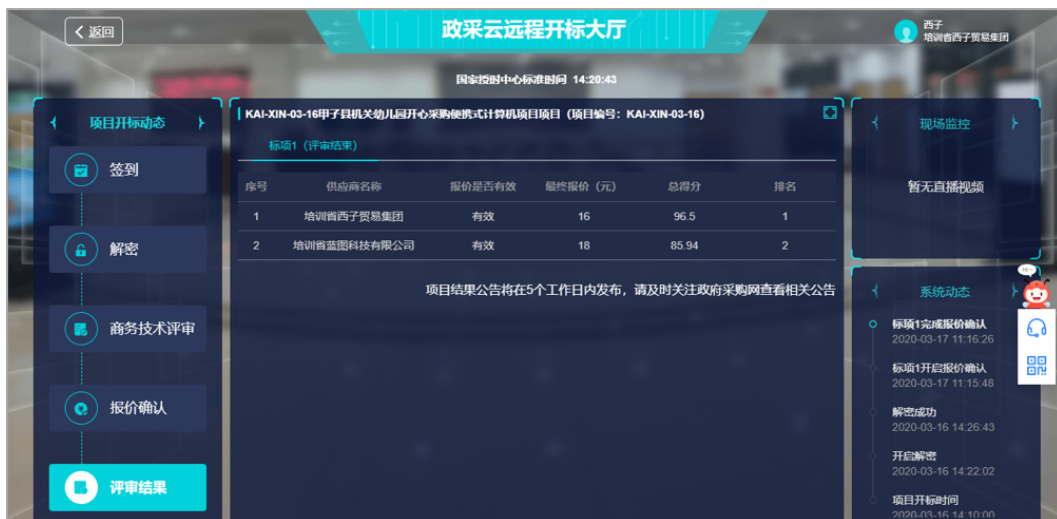 返回
政采云远程开标大厅
西子
培训省西子贸易集团
国家授时中心标准时间 14:20:43
项目开标动态
签到
解密
商务技术评审
报价确认
评审结果
KAI-XIN-03-16甲子县机关幼儿园开心采购便携式计算机项目项目（项目编号：KAI-XIN-03-16）
标项1（评审结果）
序号 供应商名称 报价是否有效 最终报价（元） 总得分 排名
1 培训省西子贸易集团 有效 16 96.5 1
2 培训省蓝图科技有限公司 有效 18 85.94 2
项目结果公告将在5个工作日内发布，请及时关注政府采购网查看相关公告
现场监控
暂无直播视频
系统动态
标项1完成报价确认
2020-03-17 11:16:26
标项1开启报价确认
2020-03-17 11:15:48
解密成功
2020-03-16 14:26:43
开启解密
2020-03-16 14:22:02
项目开标时间
2020-03-16 14:10:00